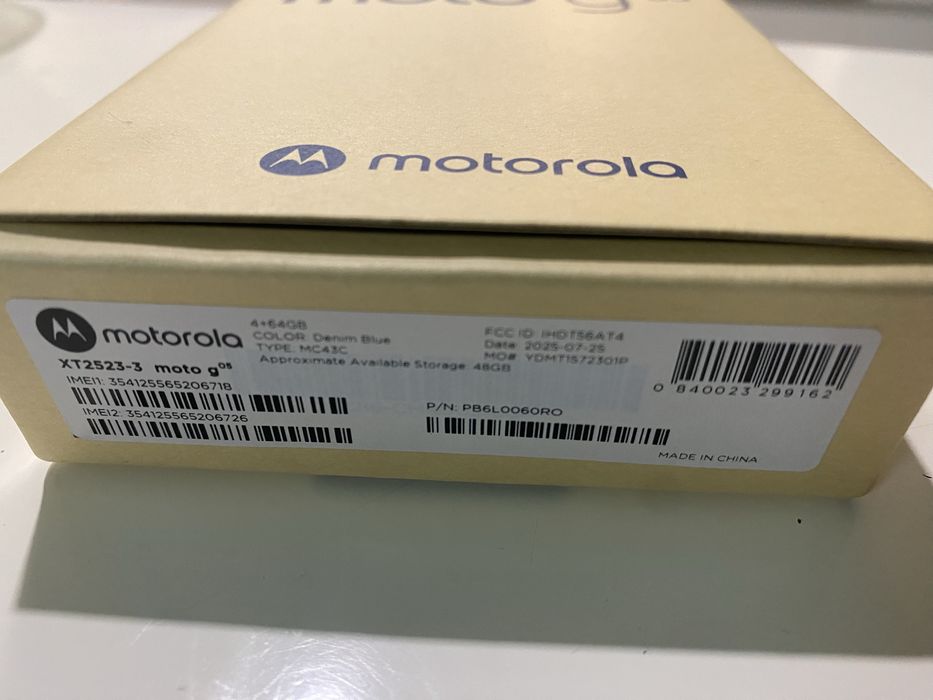 moto g
motorola
motorola
4+64GB
COLOR: Denim Blue
TYPE: MC43C
Approximate Available Storage: 48GB
FCC ID: IHDT56AT4
Date: 2025-07-25
MO# YDMT1572301P
XT2523-3 moto g05
IMEI1: 354125565206718
IMEI2: 354125565206726
P/N: PB6L0060RO
0 840023 299162
MADE IN CHINA